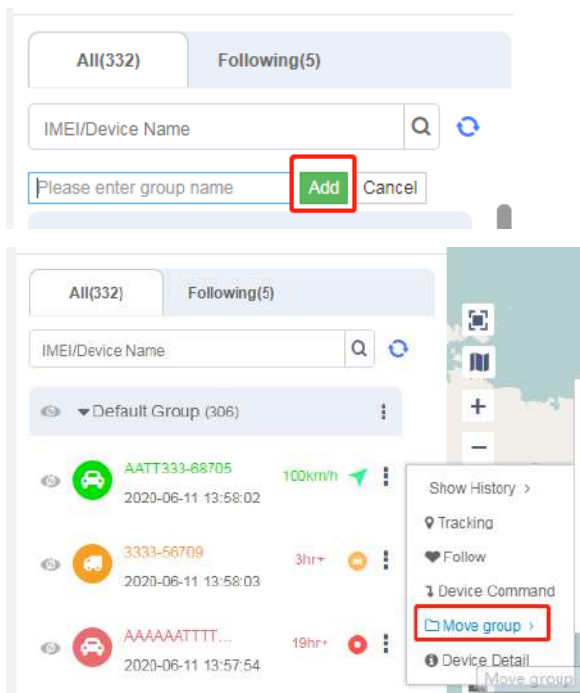 All(332) Following(5)
IMEI/Device Name
Please enter group name Add Cancel
All(332) Following(5)
IMEI/Device Name
Default Group (306)
AATT333-68705 100km/h
2020-06-11 13:58:02
3333-56709 3hr+
2020-06-11 13:58:03
AAAAAATTTT... 19hr+
2020-06-11 13:57:54
Show History >
Tracking
Follow
Device Command
Move group >
Device Detail
Move group